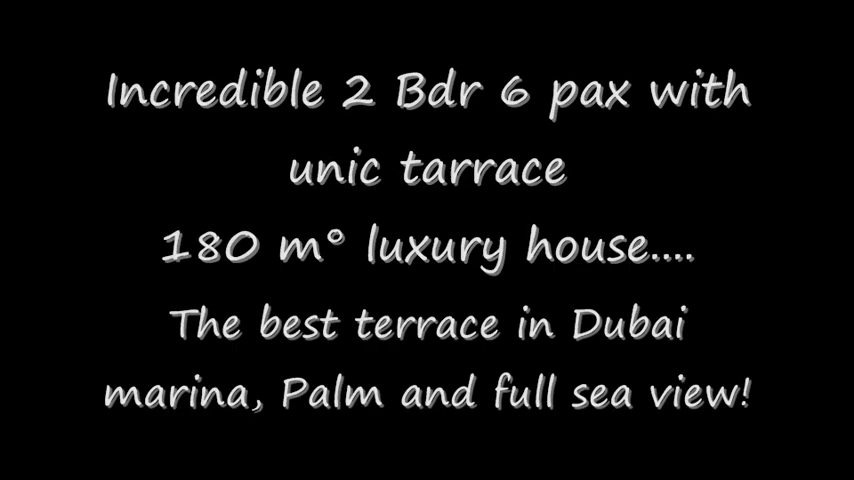 Incredible 2 Bdr 6 pax with
unic tarrace
180 m° luxury house....
The best terrace in Dubai
marina, Palm and full sea view!